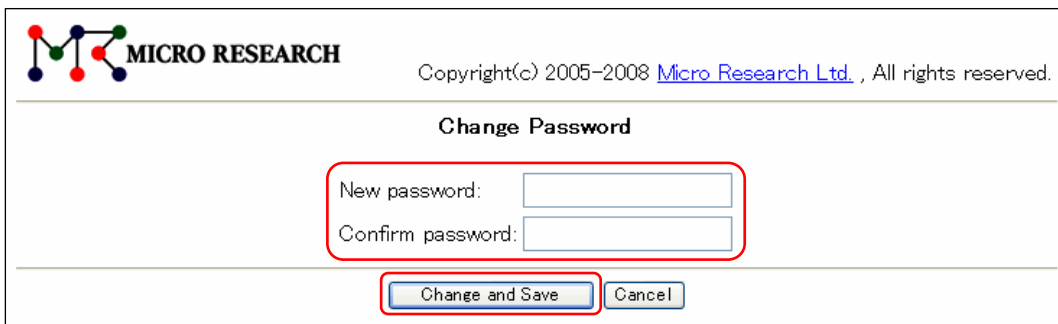 MICRO RESEARCH
Copyright(c) 2005-2008 Micro Research Ltd. , All rights reserved.
Change Password
New password:
Confirm password:
Change and Save Cancel